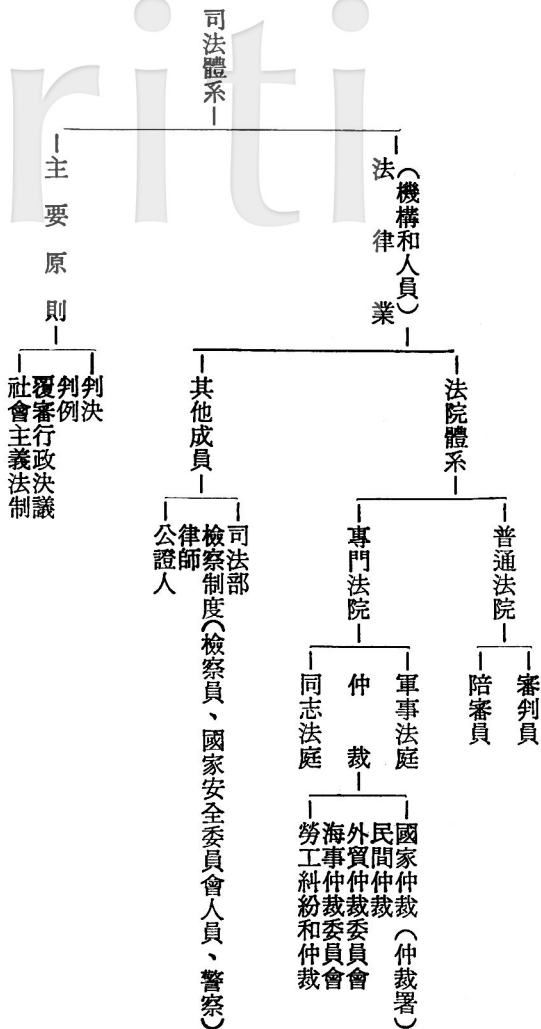 司法體系
法律業
（機構和人員）
法院體系
普通法院
審判員
陪審員
專門法院
軍事法庭
仲裁
國家仲裁（仲裁署）
民間仲裁
外貿仲裁委員會
海事仲裁委員會
勞工糾紛和仲裁
同志法庭
其他成員
司法部
檢察制度（檢察員、國家安全委員會人員、警察）
律師
公證人
主要原則
判決
判例
覆審行政決議
社會主義法制
riti